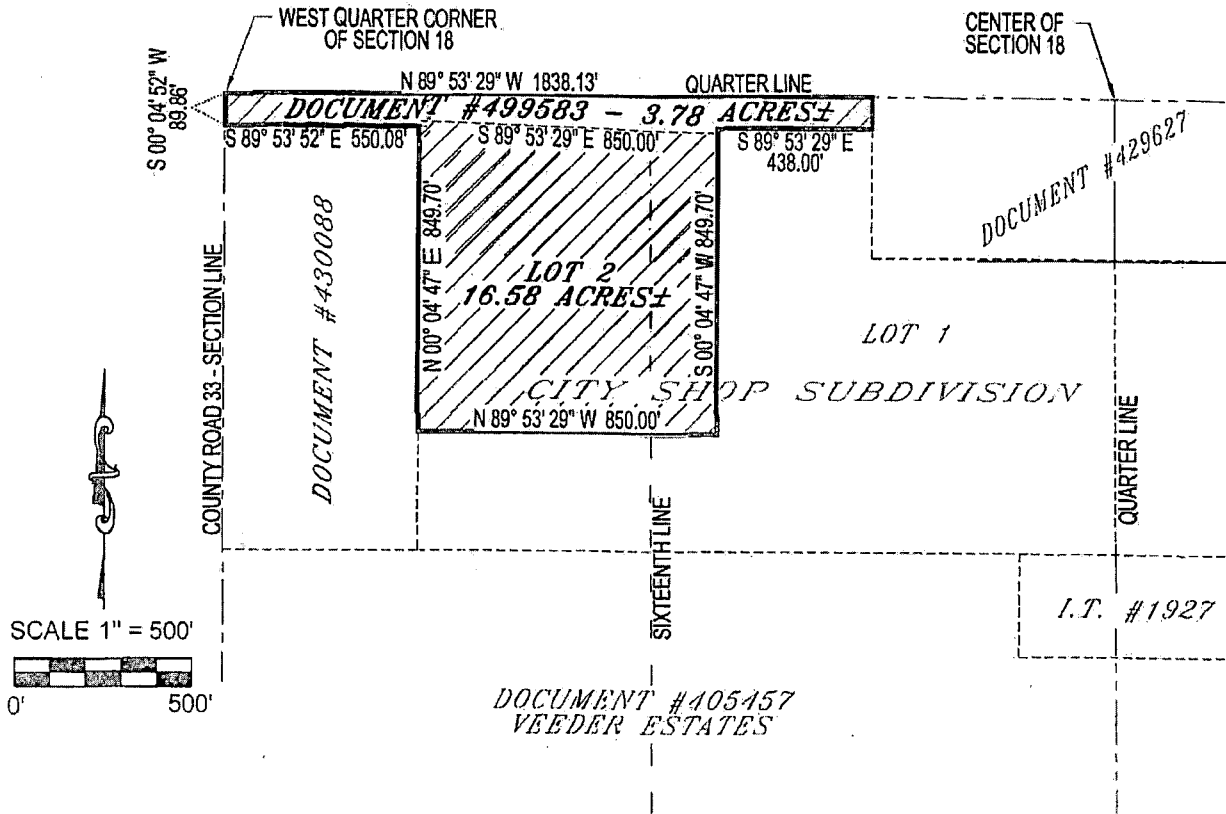 WEST QUARTER CORNER
OF SECTION 18
CENTER OF
SECTION 18
S 00° 04' 52" W
89.86'
N 89° 53' 29" W 1838.13'
QUARTER LINE
DOCUMENT #499583 - 3.78 ACRES±
S 89° 53' 52" E 550.08'
S 89° 53' 29" E 850.00'
S 89° 53' 29" E
438.00'
DOCUMENT #429627
COUNTY ROAD 33 - SECTION LINE
DOCUMENT #430088
N 00° 04' 47" E 849.70'
LOT 2
16.58 ACRES±
S 00° 04' 47" W 849.70'
LOT 1
CITY SHOP SUBDIVISION
N 89° 53' 29" W 850.00'
QUARTER LINE
SIXTEENTH LINE
I.T. #1927
SCALE 1" = 500'
0' 500'
DOCUMENT #405457
VEEDER ESTATES